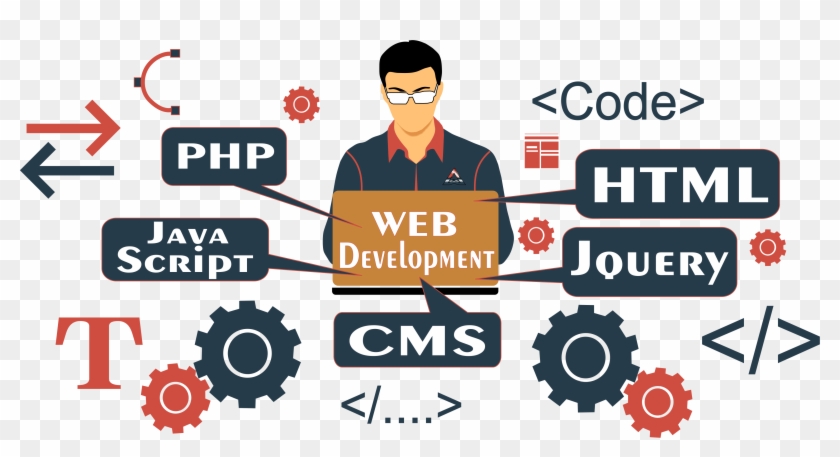 <Code>
PHP
HTML
WEB
Development
Java
Script
Jquery
CMS
T
</>
</....>